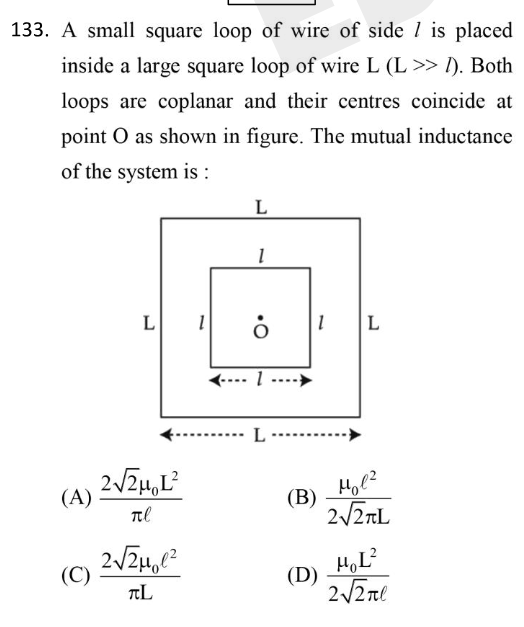 133. A small square loop of wire of side l is placed
inside a large square loop of wire L (L >> l). Both
loops are coplanar and their centres coincide at
point O as shown in figure. The mutual inductance
of the system is :
L
l
L l O l L
l
L
(A) 2√2μ₀L²/πℓ (B) μ₀ℓ²/2√2πL
(C) 2√2μ₀ℓ²/πL (D) μ₀L²/2√2πℓ